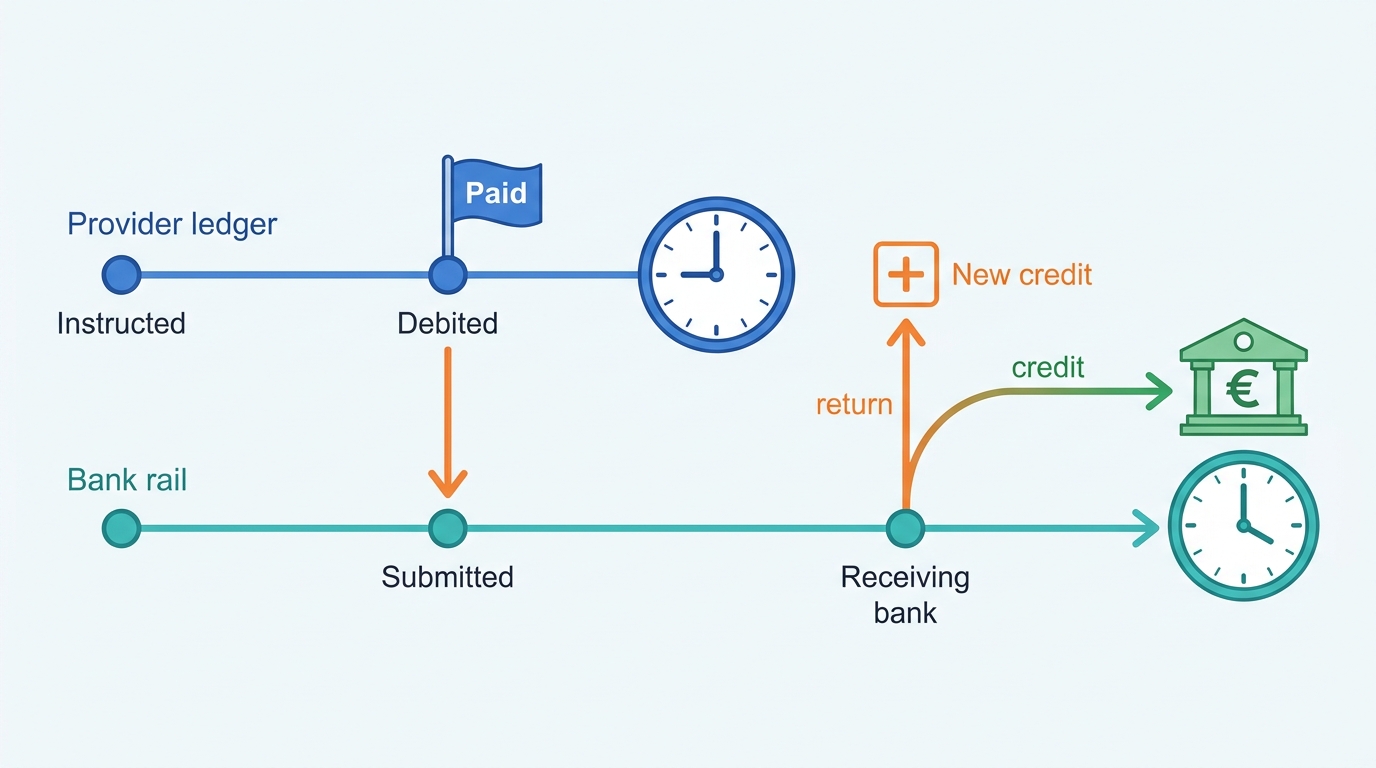 Paid
Provider ledger
Instructed
Debited
New credit
credit
return
€
Bank rail
Submitted
Receiving
bank